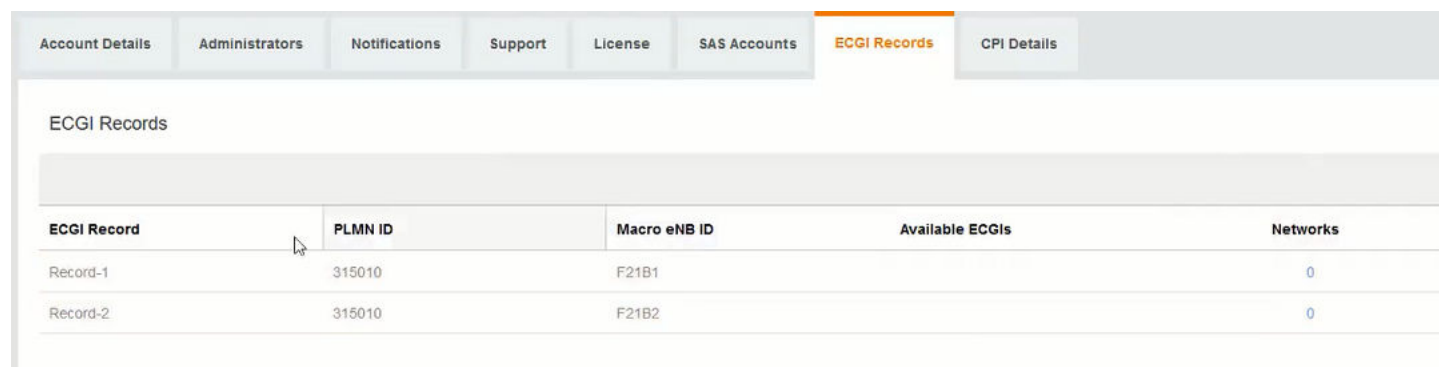 Account Details Administrators Notifications Support License SAS Accounts ECGI Records CPI Details
ECGI Records
ECGI Record PLMN ID Macro eNB ID Available ECGIs Networks
Record-1 315010 F21B1 0
Record-2 315010 F21B2 0